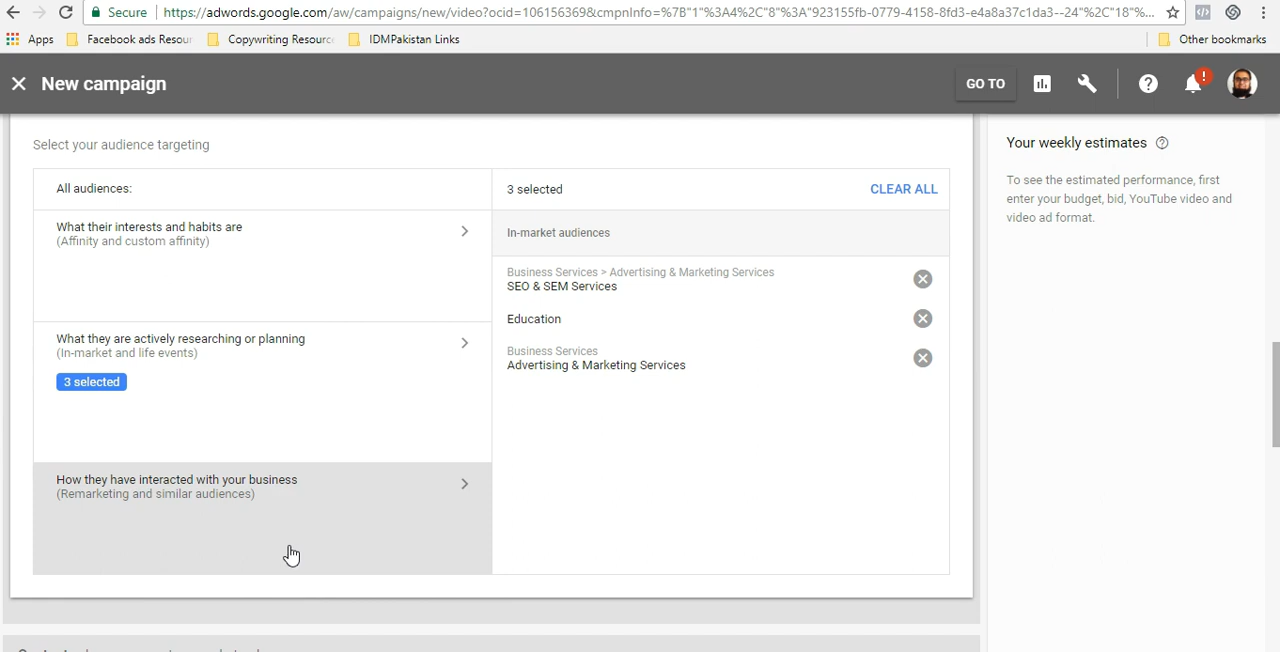 Secure
https://adwords.google.com/aw/campaigns/new/video?ocid=106156369&cmpnInfo=%7B"1"%3A4%2C"8"%3A"923155fb-0779-4158-8fd3-e4a8a37c1da3--24"%2C"18"%...
Apps
Facebook ads Resour
Copywriting Resourc
IDMPakistan Links
Other bookmarks
New campaign
GO TO
Select your audience targeting
All audiences:
What their interests and habits are
(Affinity and custom affinity)
What they are actively researching or planning
(In-market and life events)
3 selected
How they have interacted with your business
(Remarketing and similar audiences)
3 selected
CLEAR ALL
In-market audiences
Business Services > Advertising & Marketing Services
SEO & SEM Services
Education
Business Services
Advertising & Marketing Services
Your weekly estimates
To see the estimated performance, first
enter your budget, bid, YouTube video and
video ad format.